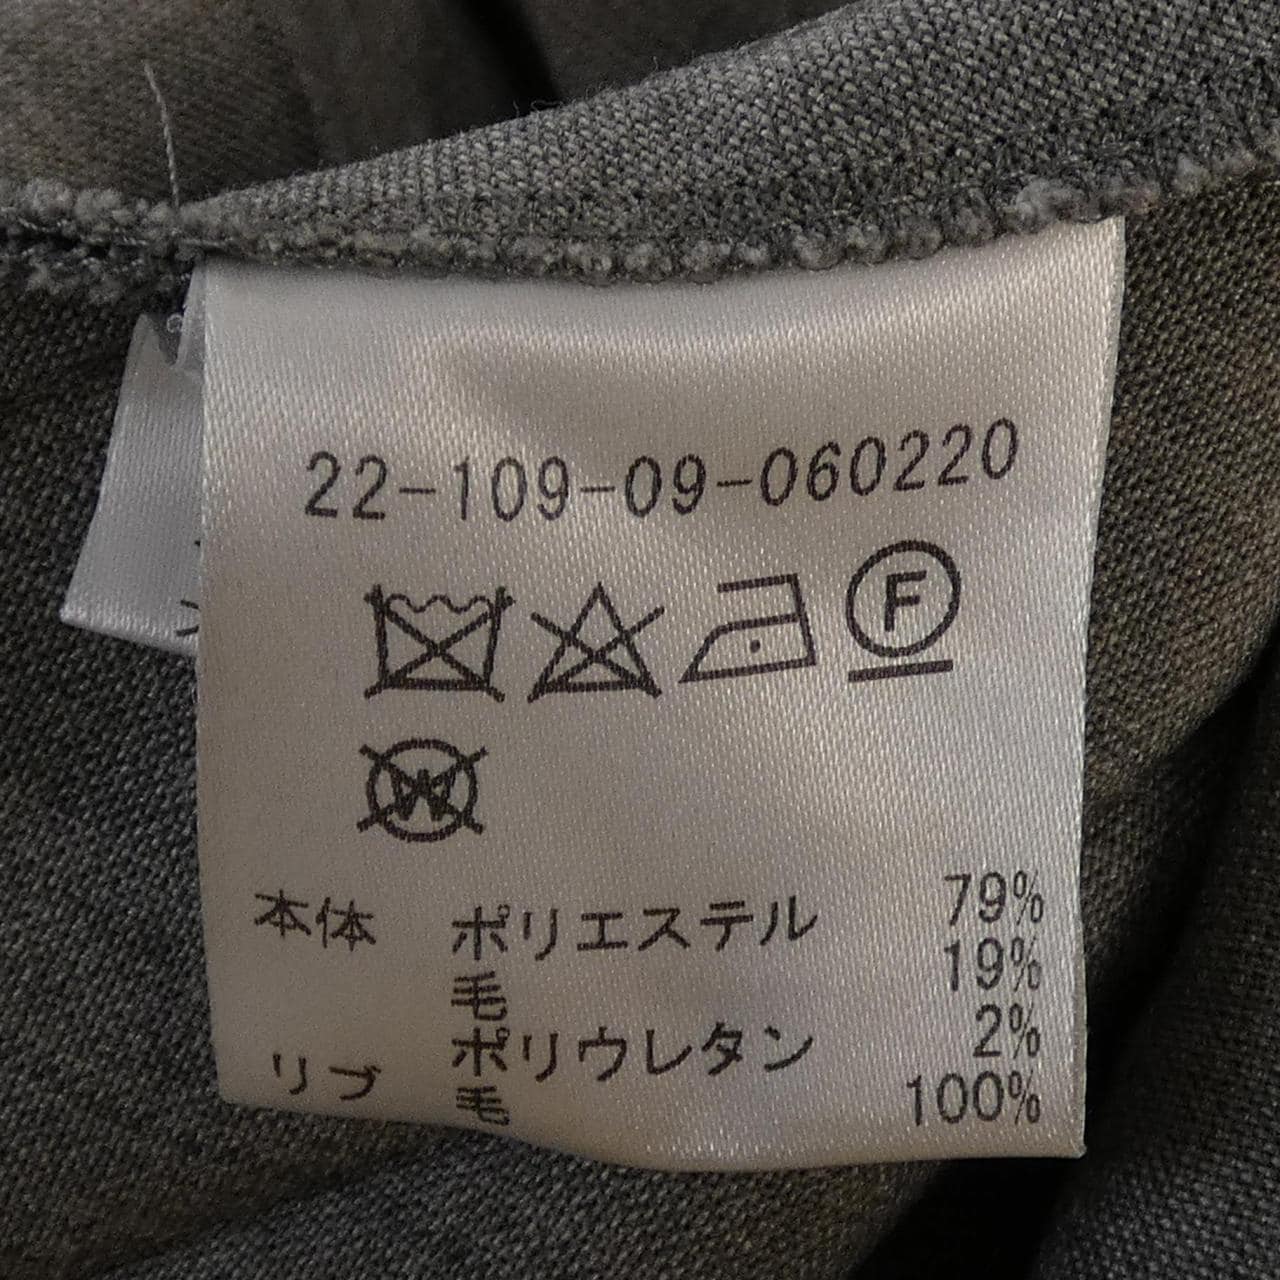 22-109-09-060220
F
W
本体 ポリエステル 79%
毛 19%
ポリウレタン 2%
リブ 毛 100%